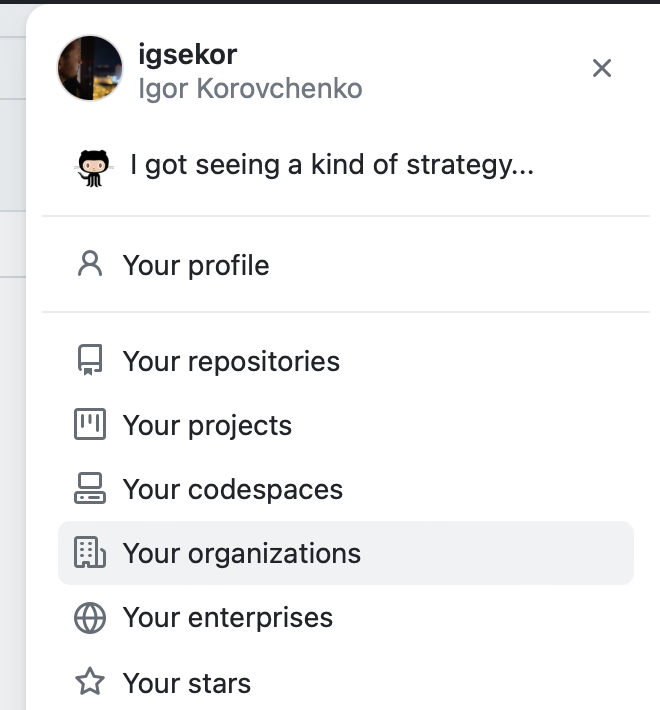 igsekor
Igor Korovchenko
I got seeing a kind of strategy...
Your profile
Your repositories
Your projects
Your codespaces
Your organizations
Your enterprises
Your stars